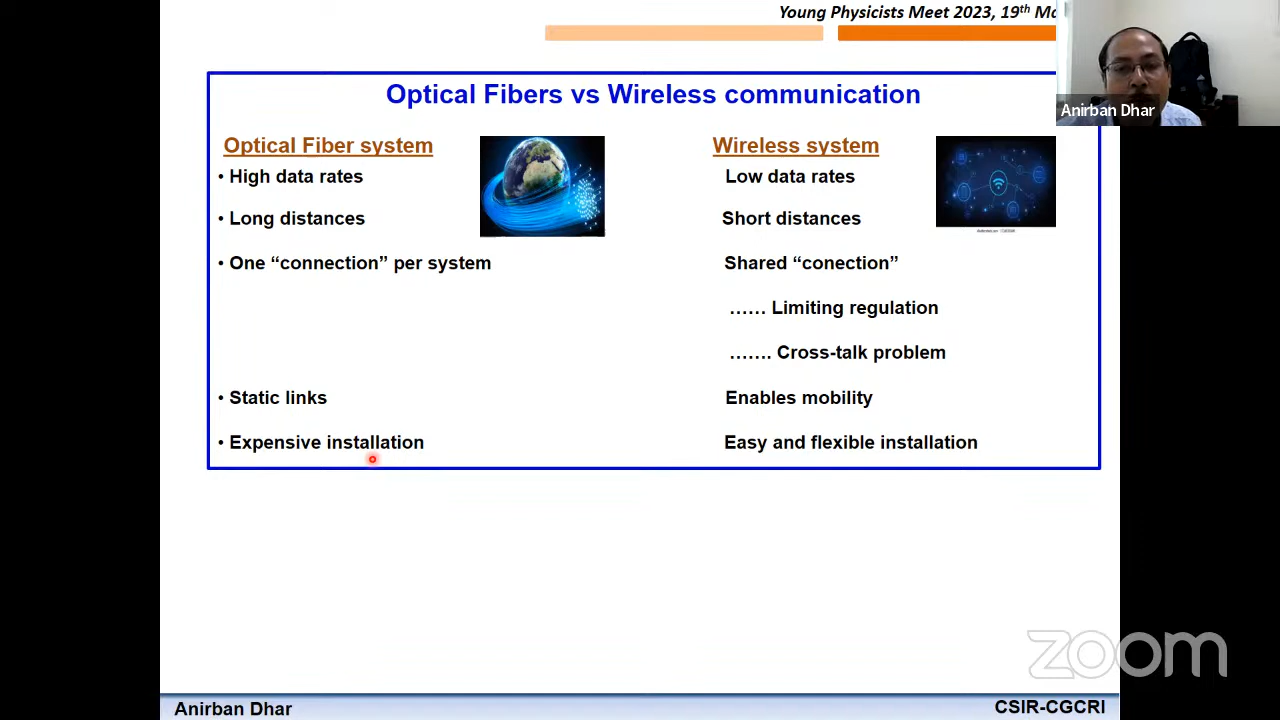 Young Physicists Meet 2023, 19th Ma
Anirban Dhar
Optical Fibers vs Wireless communication
Optical Fiber system
• High data rates
• Long distances
• One “connection” per system
• Static links
• Expensive installation
Wireless system
Low data rates
Short distances
Shared “conection”
…… Limiting regulation
……. Cross-talk problem
Enables mobility
Easy and flexible installation
zoom
Anirban Dhar
CSIR-CGCRI